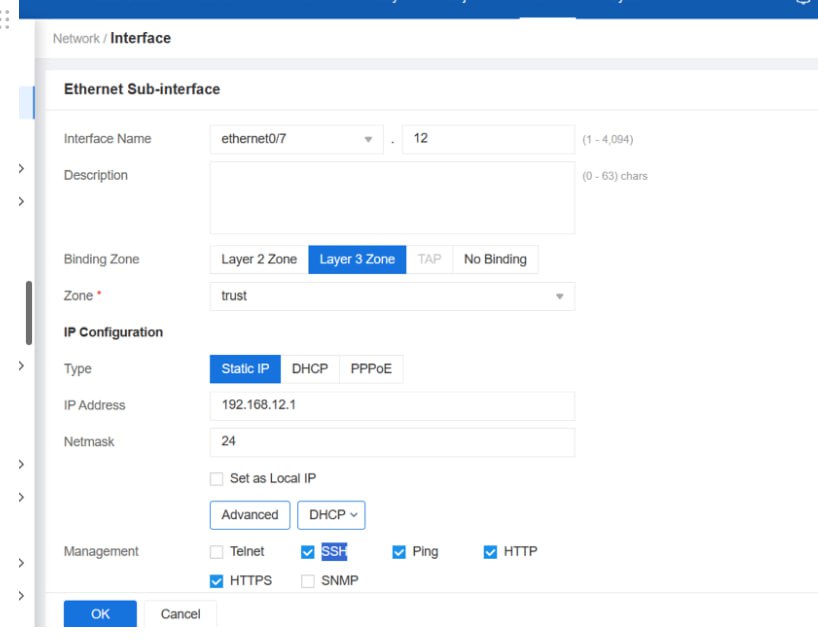 Network / Interface
Ethernet Sub-interface
Interface Name ethernet0/7 . 12 (1 - 4,094)
Description (0 - 63) chars
Binding Zone Layer 2 Zone Layer 3 Zone TAP No Binding
Zone * trust
IP Configuration
Type Static IP DHCP PPPoE
IP Address 192.168.12.1
Netmask 24
Set as Local IP
Advanced DHCP
Management Telnet SSH Ping HTTP
HTTPS SNMP
OK Cancel